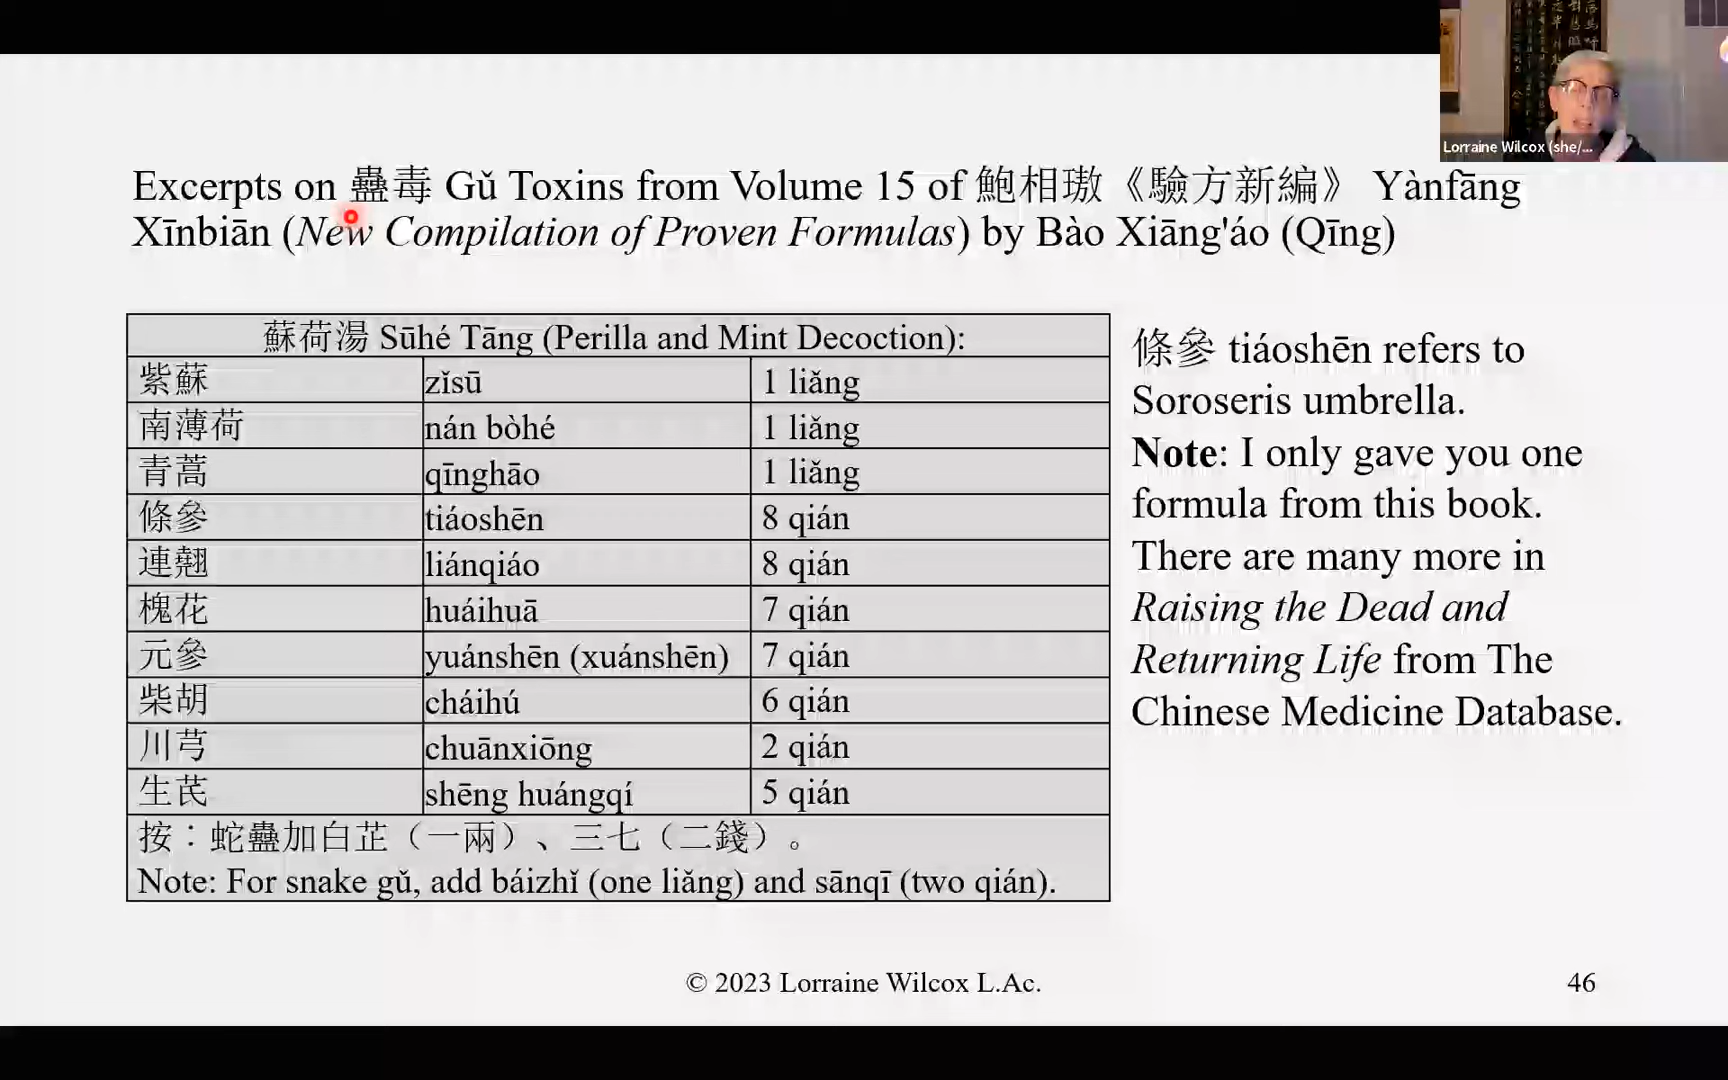 Lorraine Wilcox (she/...
Excerpts on 蠱毒 Gǔ Toxins from Volume 15 of 鮑相璈《驗方新編》 Yànfāng
Xīnbiān (New Compilation of Proven Formulas) by Bào Xiāng'áo (Qīng)
蘇荷湯 Sūhé Tāng (Perilla and Mint Decoction):
紫蘇 zǐsū 1 liǎng
南薄荷 nán bòhé 1 liǎng
青蒿 qīnghāo 1 liǎng
條參 tiáoshēn 8 qián
連翹 liánqiáo 8 qián
槐花 huáihuā 7 qián
元參 yuánshēn (xuánshēn) 7 qián
柴胡 cháihú 6 qián
川芎 chuānxiōng 2 qián
生芪 shēng huángqí 5 qián
按：蛇蠱加白芷（一兩）、三七（二錢）。
Note: For snake gǔ, add báizhǐ (one liǎng) and sānqī (two qián).
條參 tiáoshēn refers to
Soroseris umbrella.
Note: I only gave you one
formula from this book.
There are many more in
Raising the Dead and
Returning Life from The
Chinese Medicine Database.
© 2023 Lorraine Wilcox L.Ac.
46